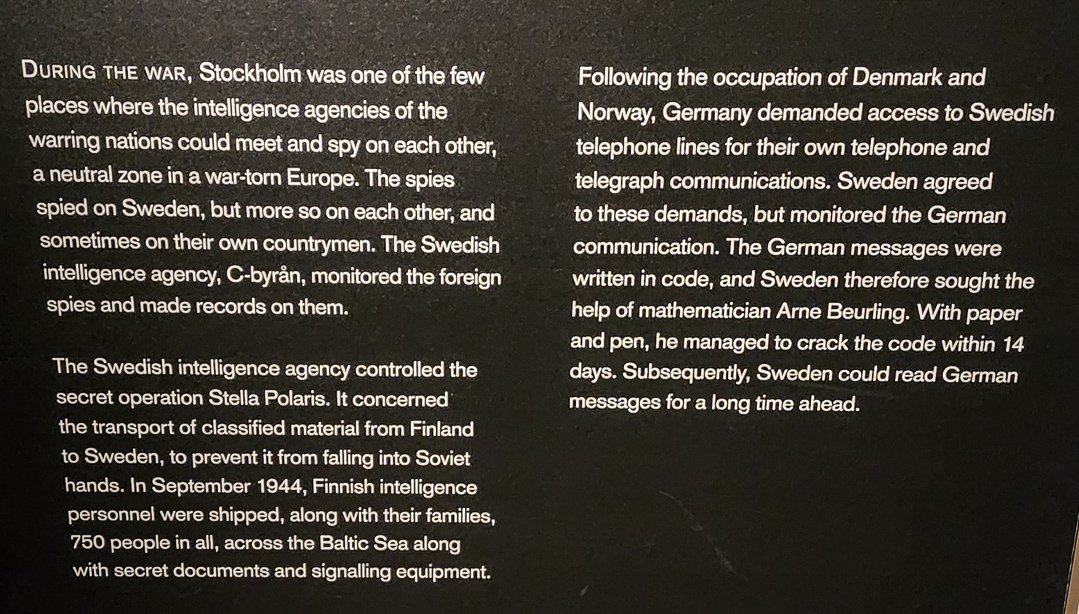 DURING THE WAR, Stockholm was one of the few
places where the intelligence agencies of the
warring nations could meet and spy on each other,
a neutral zone in a war-torn Europe. The spies
spied on Sweden, but more so on each other, and
sometimes on their own countrymen. The Swedish
intelligence agency, C-byrån, monitored the foreign
spies and made records on them.
The Swedish intelligence agency controlled the
secret operation Stella Polaris. It concerned
the transport of classified material from Finland
to Sweden, to prevent it from falling into Soviet
hands. In September 1944, Finnish intelligence
personnel were shipped, along with their families,
750 people in all, across the Baltic Sea along
with secret documents and signalling equipment.
Following the occupation of Denmark and
Norway, Germany demanded access to Swedish
telephone lines for their own telephone and
telegraph communications. Sweden agreed
to these demands, but monitored the German
communication. The German messages were
written in code, and Sweden therefore sought the
help of mathematician Arne Beurling. With paper
and pen, he managed to crack the code within 14
days. Subsequently, Sweden could read German
messages for a long time ahead.